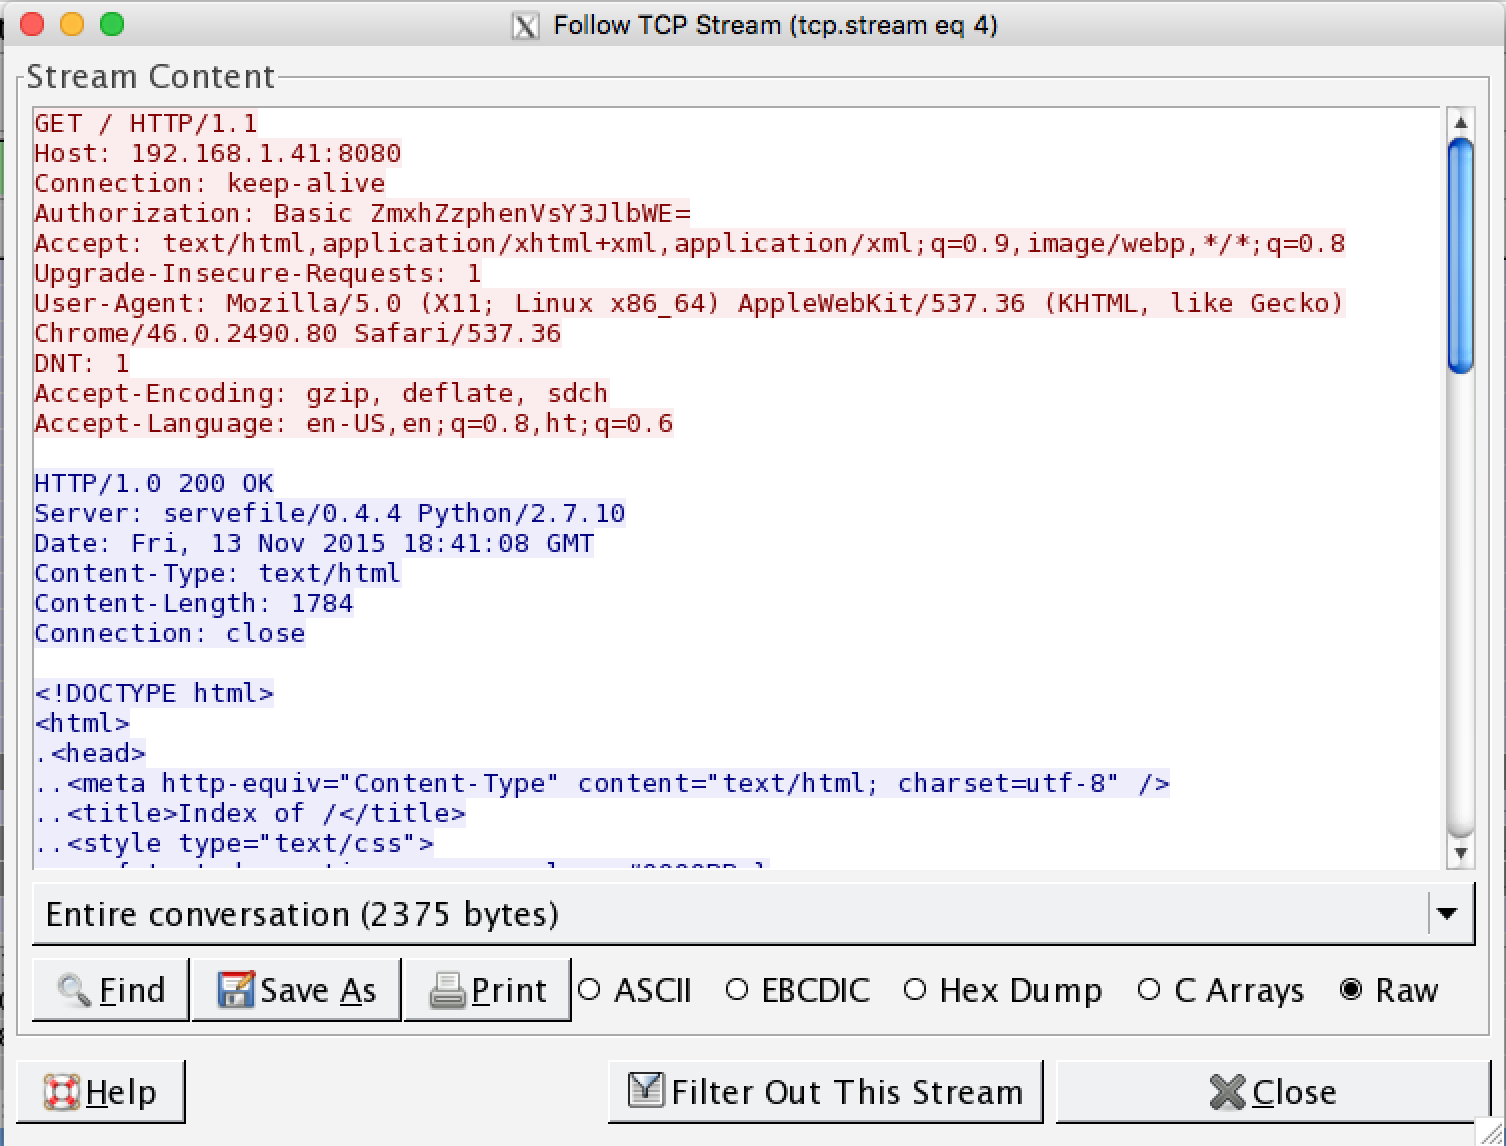 Follow TCP Stream (tcp.stream eq 4)
Stream Content
GET / HTTP/1.1
Host: 192.168.1.41:8080
Connection: keep-alive
Authorization: Basic ZmxhZzphenVsY3JlbWE=
Accept: text/html,application/xhtml+xml,application/xml;q=0.9,image/webp,*/*;q=0.8
Upgrade-Insecure-Requests: 1
User-Agent: Mozilla/5.0 (X11; Linux x86_64) AppleWebKit/537.36 (KHTML, like Gecko)
Chrome/46.0.2490.80 Safari/537.36
DNT: 1
Accept-Encoding: gzip, deflate, sdch
Accept-Language: en-US,en;q=0.8,ht;q=0.6
HTTP/1.0 200 OK
Server: servefile/0.4.4 Python/2.7.10
Date: Fri, 13 Nov 2015 18:41:08 GMT
Content-Type: text/html
Content-Length: 1784
Connection: close
<!DOCTYPE html>
<html>
.<head>
..<meta http-equiv="Content-Type" content="text/html; charset=utf-8" />
..<title>Index of /</title>
..<style type="text/css">
Entire conversation (2375 bytes)
Find Save As Print ASCII EBCDIC Hex Dump C Arrays Raw
Help Filter Out This Stream Close